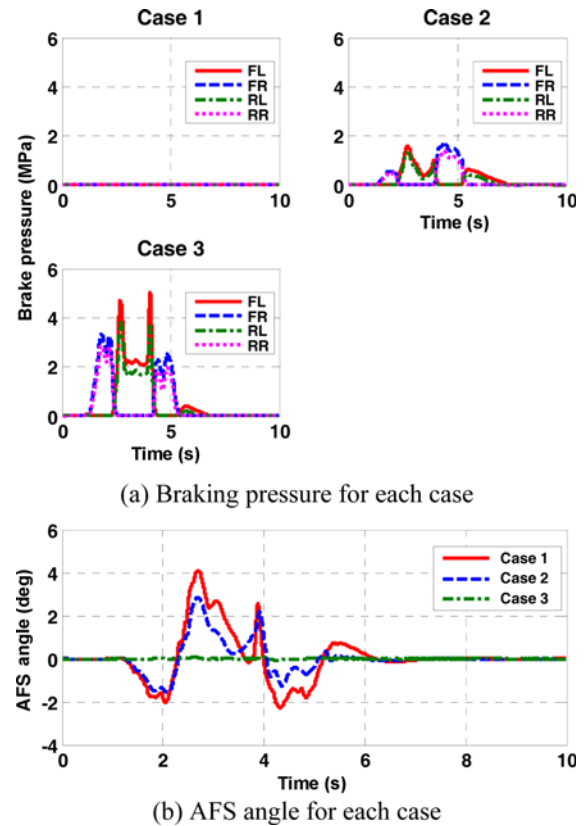 Case 1
6
4
2
0
0
5
10
FL
FR
RL
RR
Case 2
6
4
2
0
0
5
10
Time (s)
FL
FR
RL
RR
Brake pressure (MPa)
Case 3
6
4
2
0
0
5
10
Time (s)
FL
FR
RL
RR
(a) Braking pressure for each case
AFS angle (deg)
6
4
2
0
-2
-4
0
2
4
6
8
10
Time (s)
Case 1
Case 2
Case 3
(b) AFS angle for each case